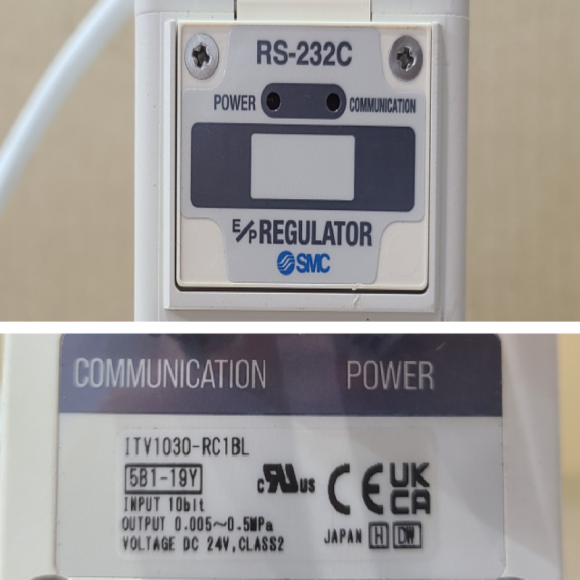 RS-232C
POWER COMMUNICATION
E/P REGULATOR
SMC
COMMUNICATION POWER
ITV1030-RC1BL
5B1-19Y
INPUT 10bit
OUTPUT 0.005～0.5MPa
VOLTAGE DC 24V,CLASS2
c RU us CE UK CA
JAPAN H DW